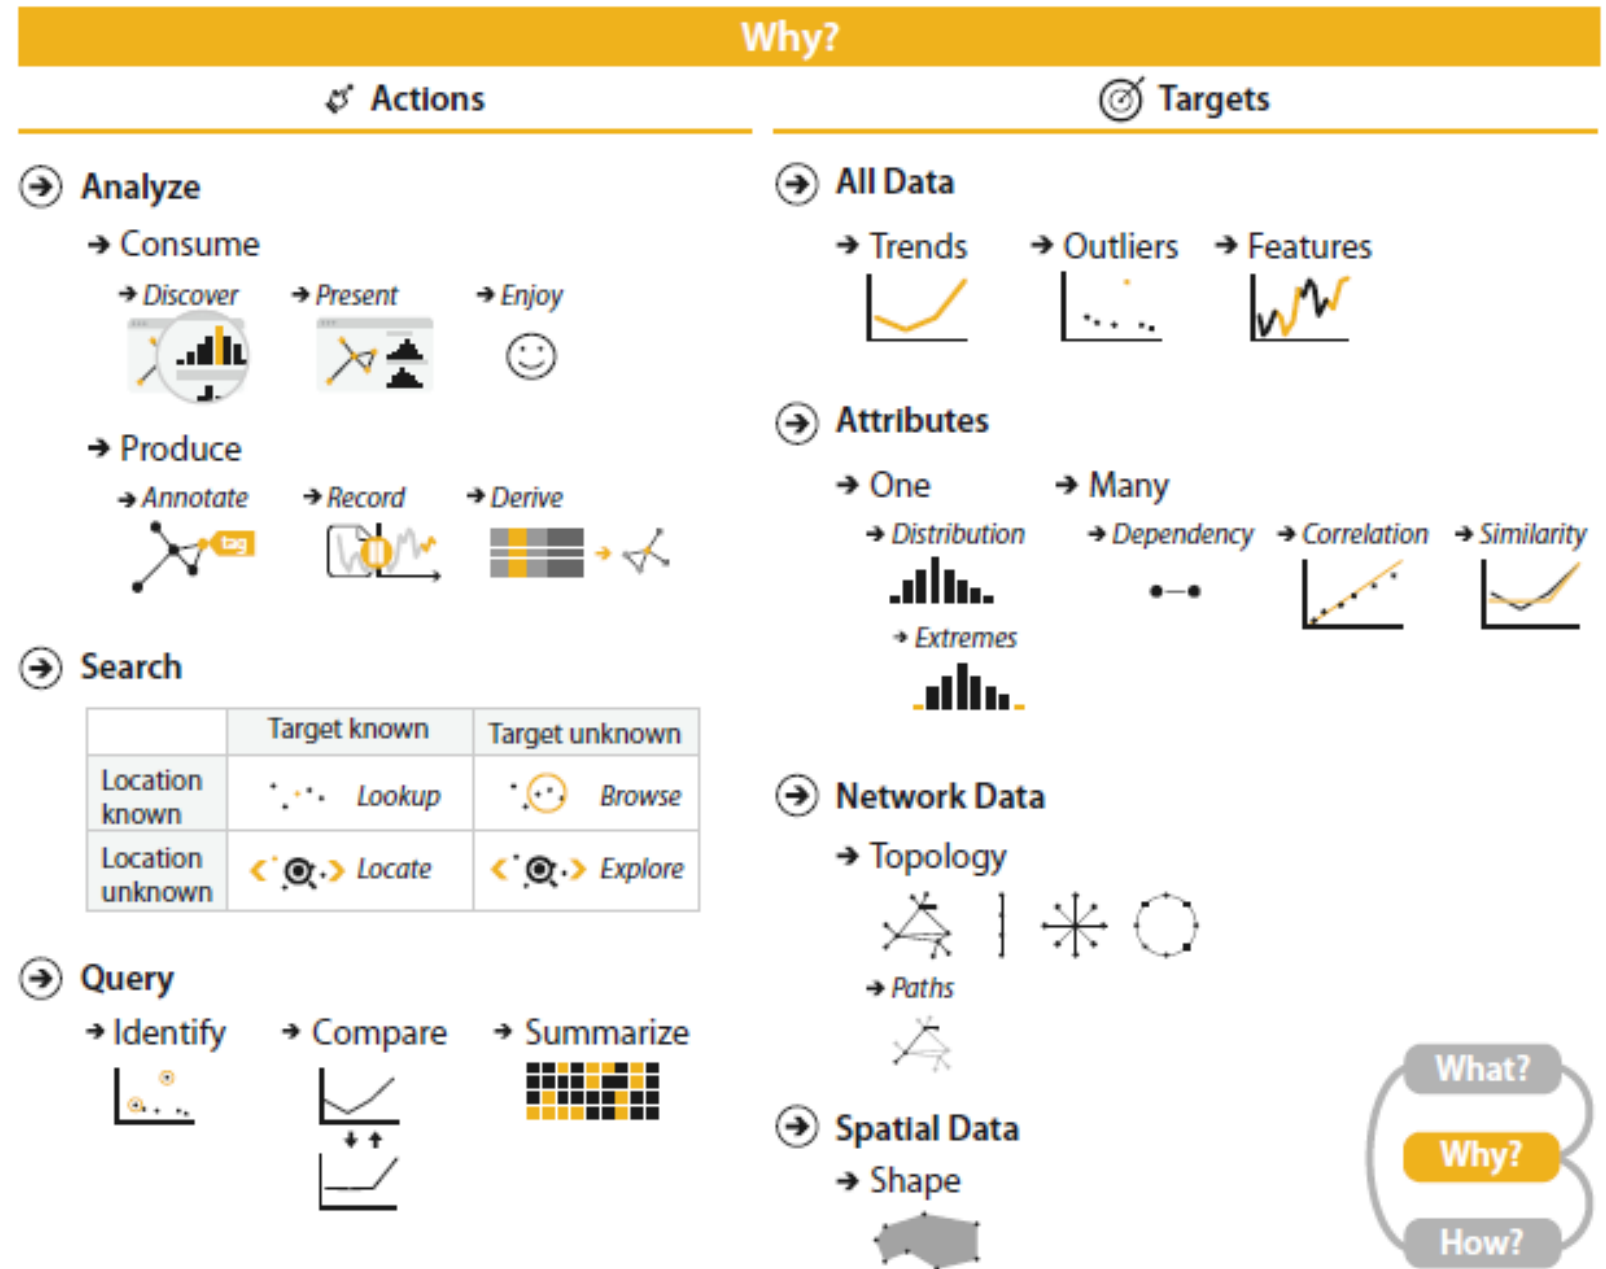 Why?
Actions
Analyze
Consume
Discover
Present
Enjoy
Produce
Annotate
Record
Derive
tag
Search
Target known
Target unknown
Location known
Lookup
Browse
Location unknown
Locate
Explore
Query
Identify
Compare
Summarize
Targets
All Data
Trends
Outliers
Features
Attributes
One
Many
Distribution
Dependency
Correlation
Similarity
Extremes
Network Data
Topology
Paths
Spatial Data
Shape
What?
Why?
How?